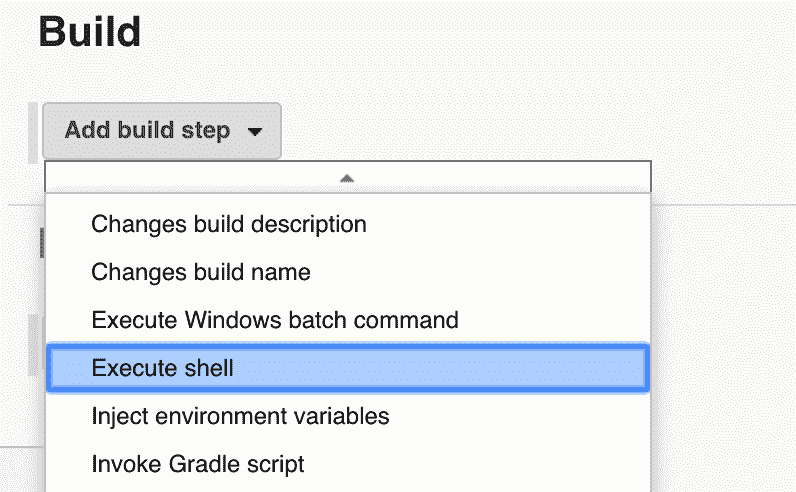 Build
Add build step
Changes build description
Changes build name
Execute Windows batch command
Execute shell
Inject environment variables
Invoke Gradle script